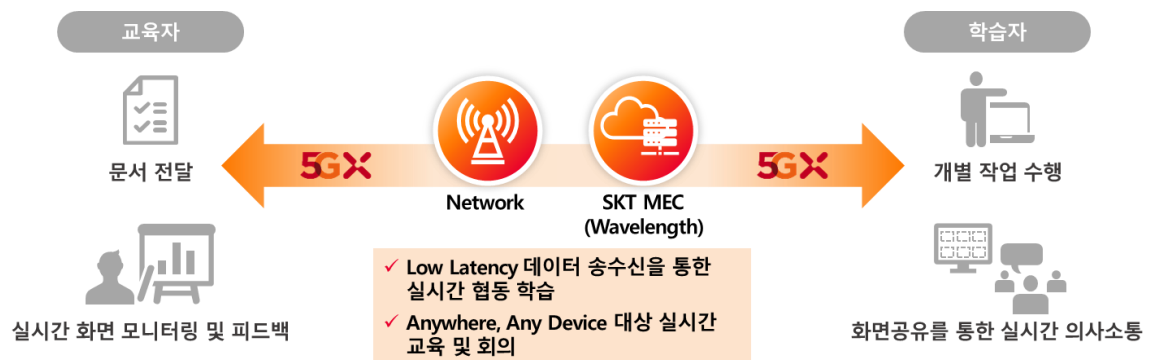 교육자
학습자
문서 전달
5GX
5GX
개별 작업 수행
Network
SKT MEC
(Wavelength)
✓ Low Latency 데이터 송수신을 통한
실시간 협동 학습
✓ Anywhere, Any Device 대상 실시간
교육 및 회의
실시간 화면 모니터링 및 피드백
화면공유를 통한 실시간 의사소통